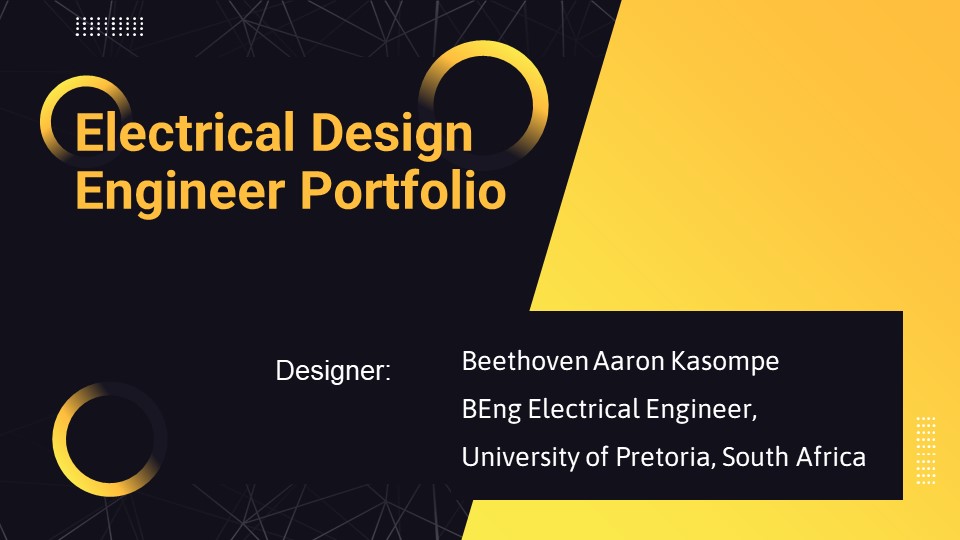 Electrical Design
Engineer Portfolio
Designer:
Beethoven Aaron Kasompe
BEng Electrical Engineer,
University of Pretoria, South Africa